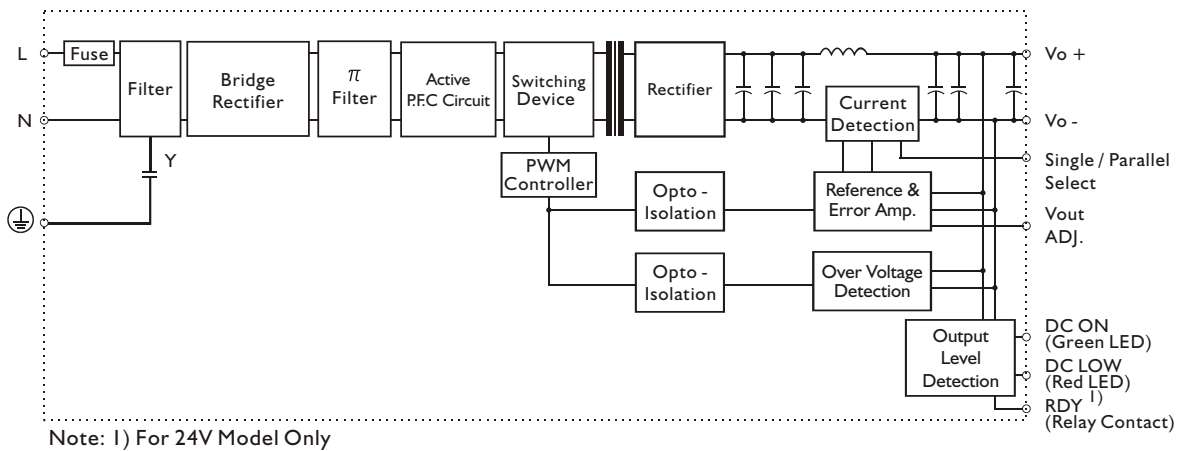 L
Fuse
N
Filter
Bridge
Rectifier
π
Filter
Active
P.F.C Circuit
Switching
Device
Rectifier
Current
Detection
Vo +
Vo -
Y
PWM
Controller
Opto -
Isolation
Reference &
Error Amp.
Single / Parallel
Select
Vout
ADJ.
Opto -
Isolation
Over Voltage
Detection
Output
Level
Detection
DC ON
(Green LED)
DC LOW
(Red LED)
RDY 1)
(Relay Contact)
Note: 1) For 24V Model Only